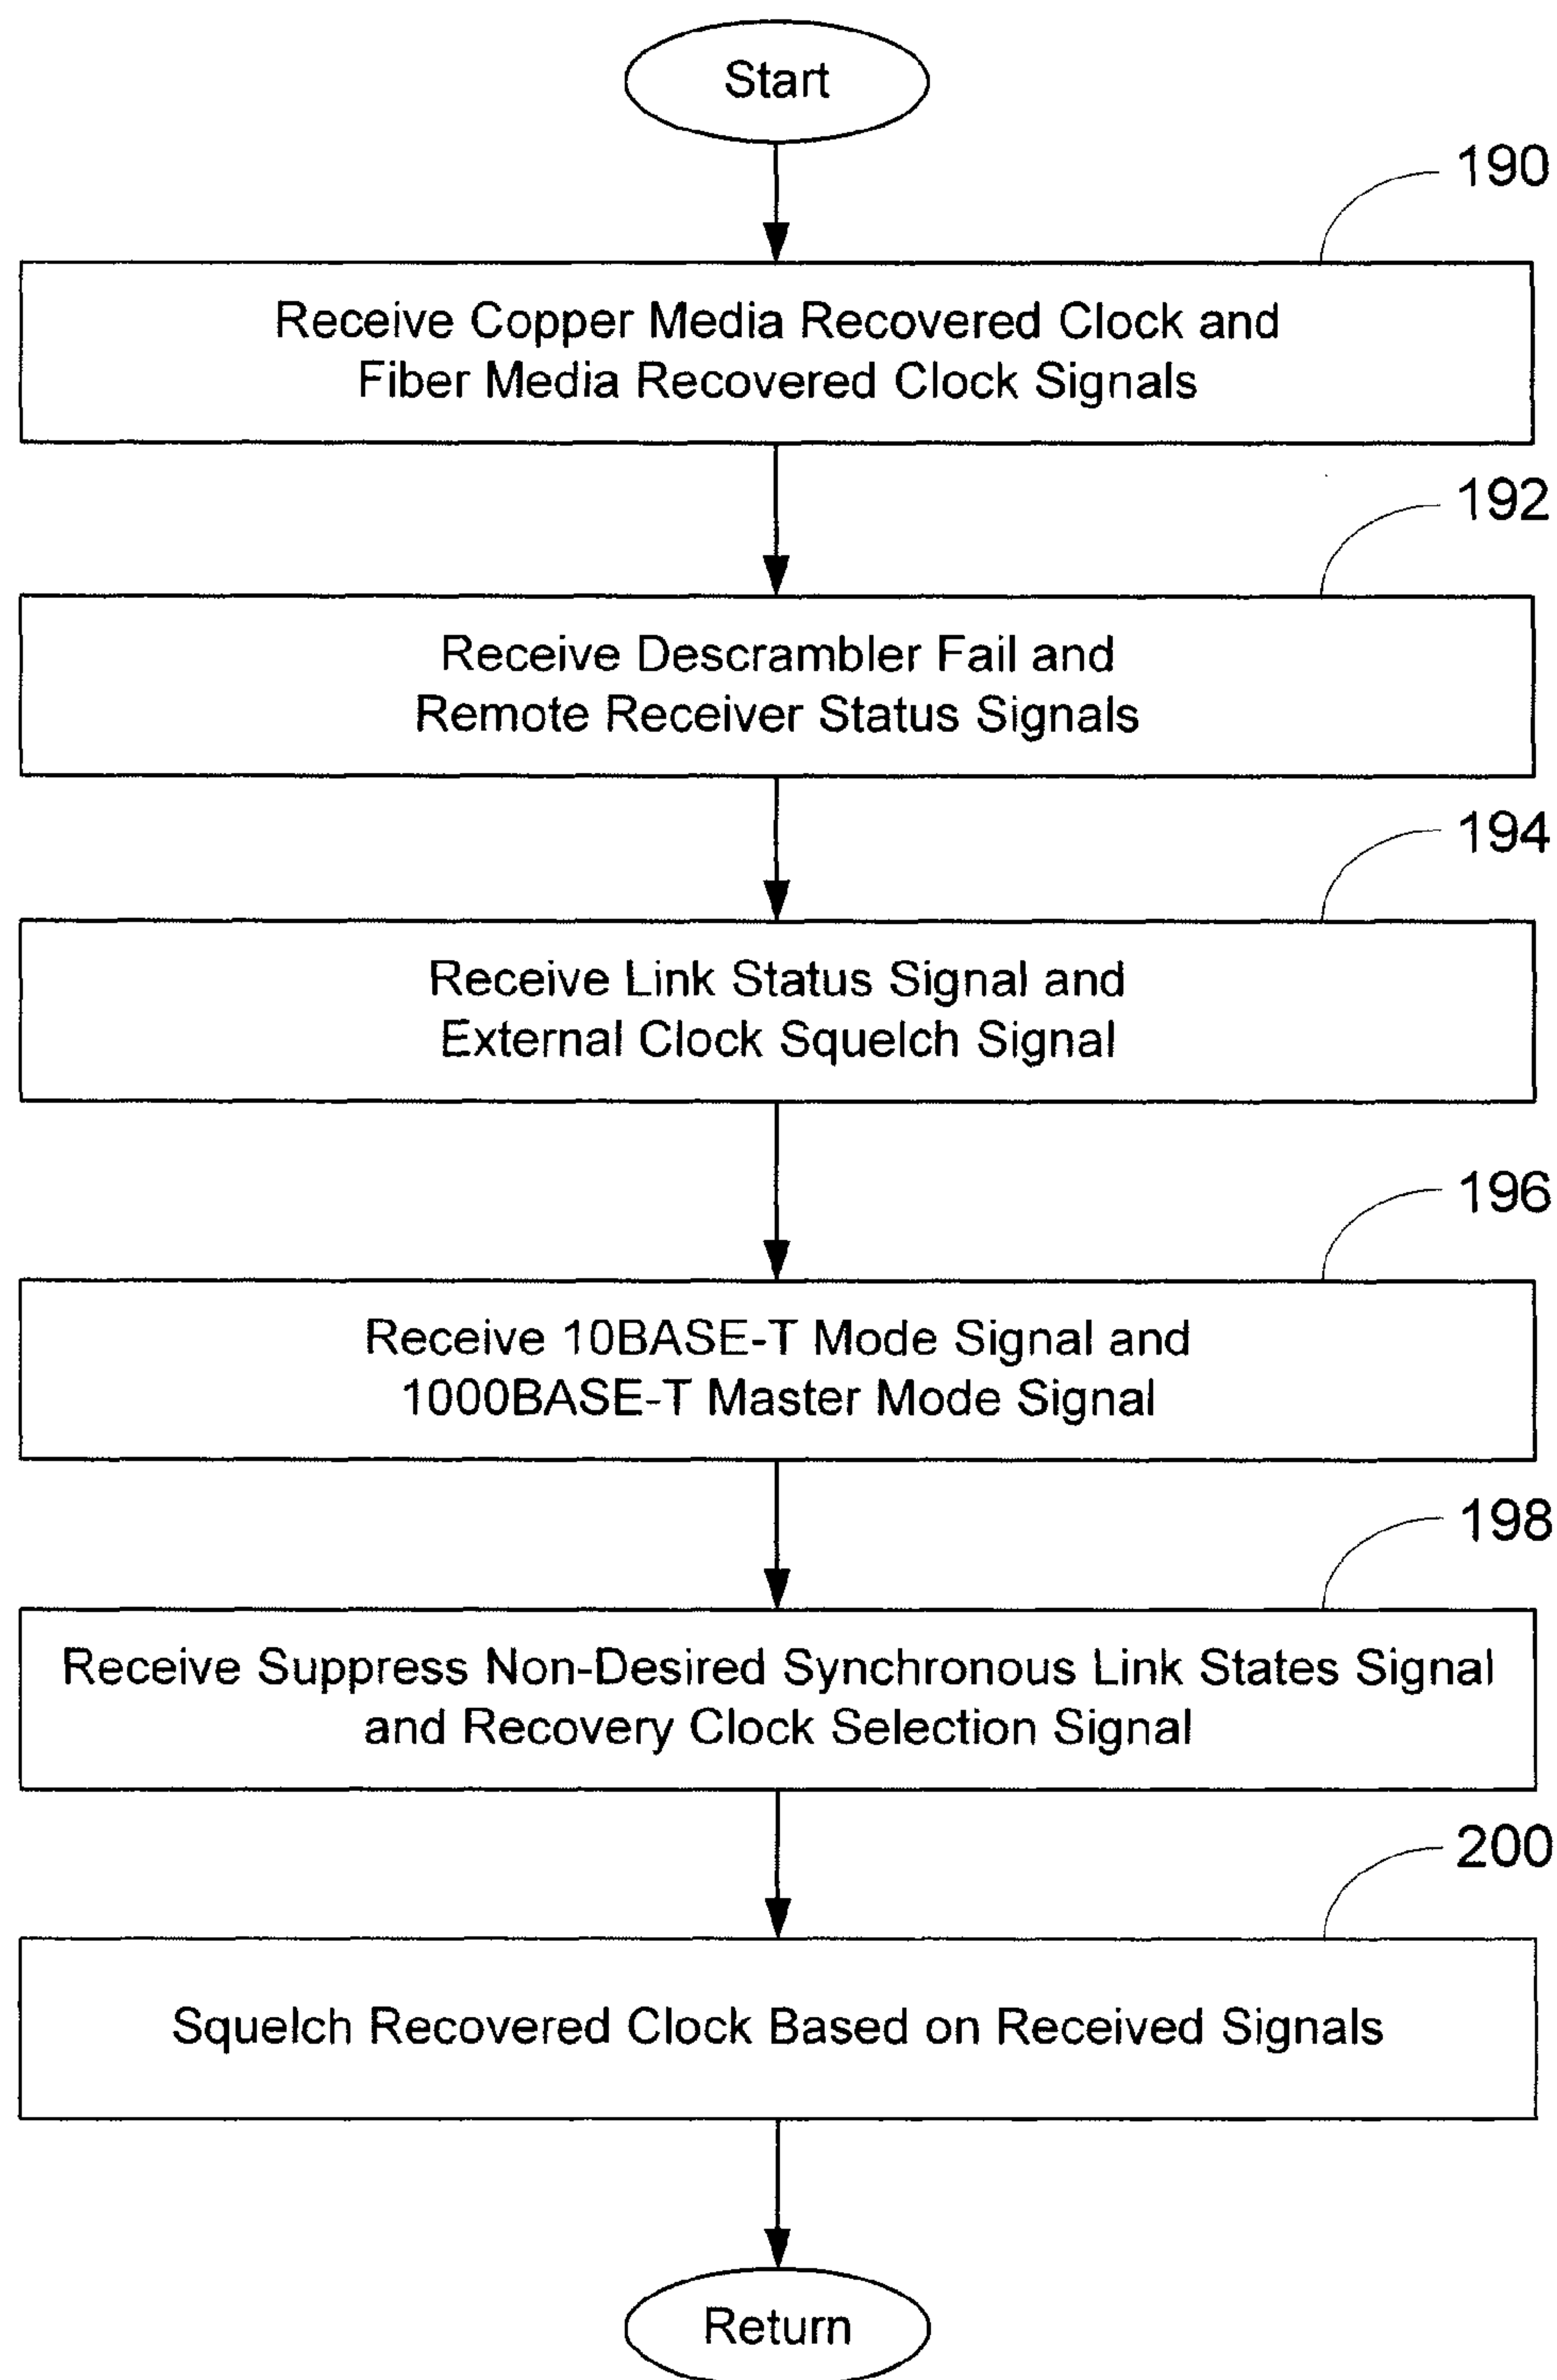 Start
190
Receive Copper Media Recovered Clock and
Fiber Media Recovered Clock Signals
192
Receive Descrambler Fail and
Remote Receiver Status Signals
194
Receive Link Status Signal and
External Clock Squelch Signal
196
Receive 10BASE-T Mode Signal and
1000BASE-T Master Mode Signal
198
Receive Suppress Non-Desired Synchronous Link States Signal
and Recovery Clock Selection Signal
200
Squelch Recovered Clock Based on Received Signals
Return